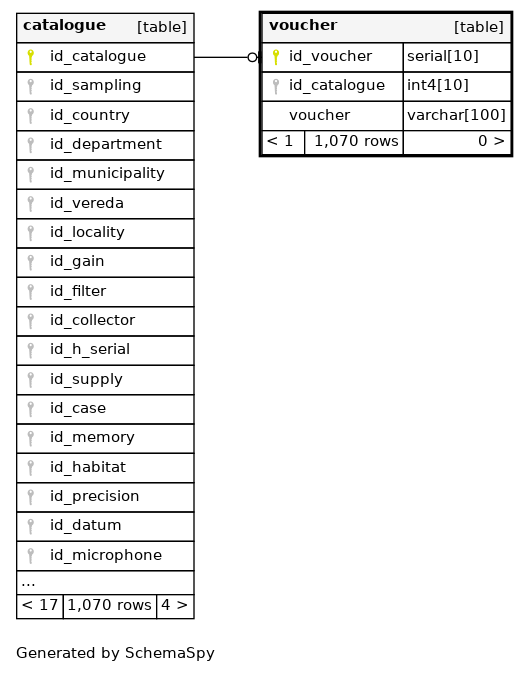 catalogue [table]
id_catalogue
id_sampling
id_country
id_department
id_municipality
id_vereda
id_locality
id_gain
id_filter
id_collector
id_h_serial
id_supply
id_case
id_memory
id_habitat
id_precision
id_datum
id_microphone
...
< 17 1,070 rows 4 >
voucher [table]
id_voucher serial[10]
id_catalogue int4[10]
voucher varchar[100]
< 1 1,070 rows 0 >
Generated by SchemaSpy